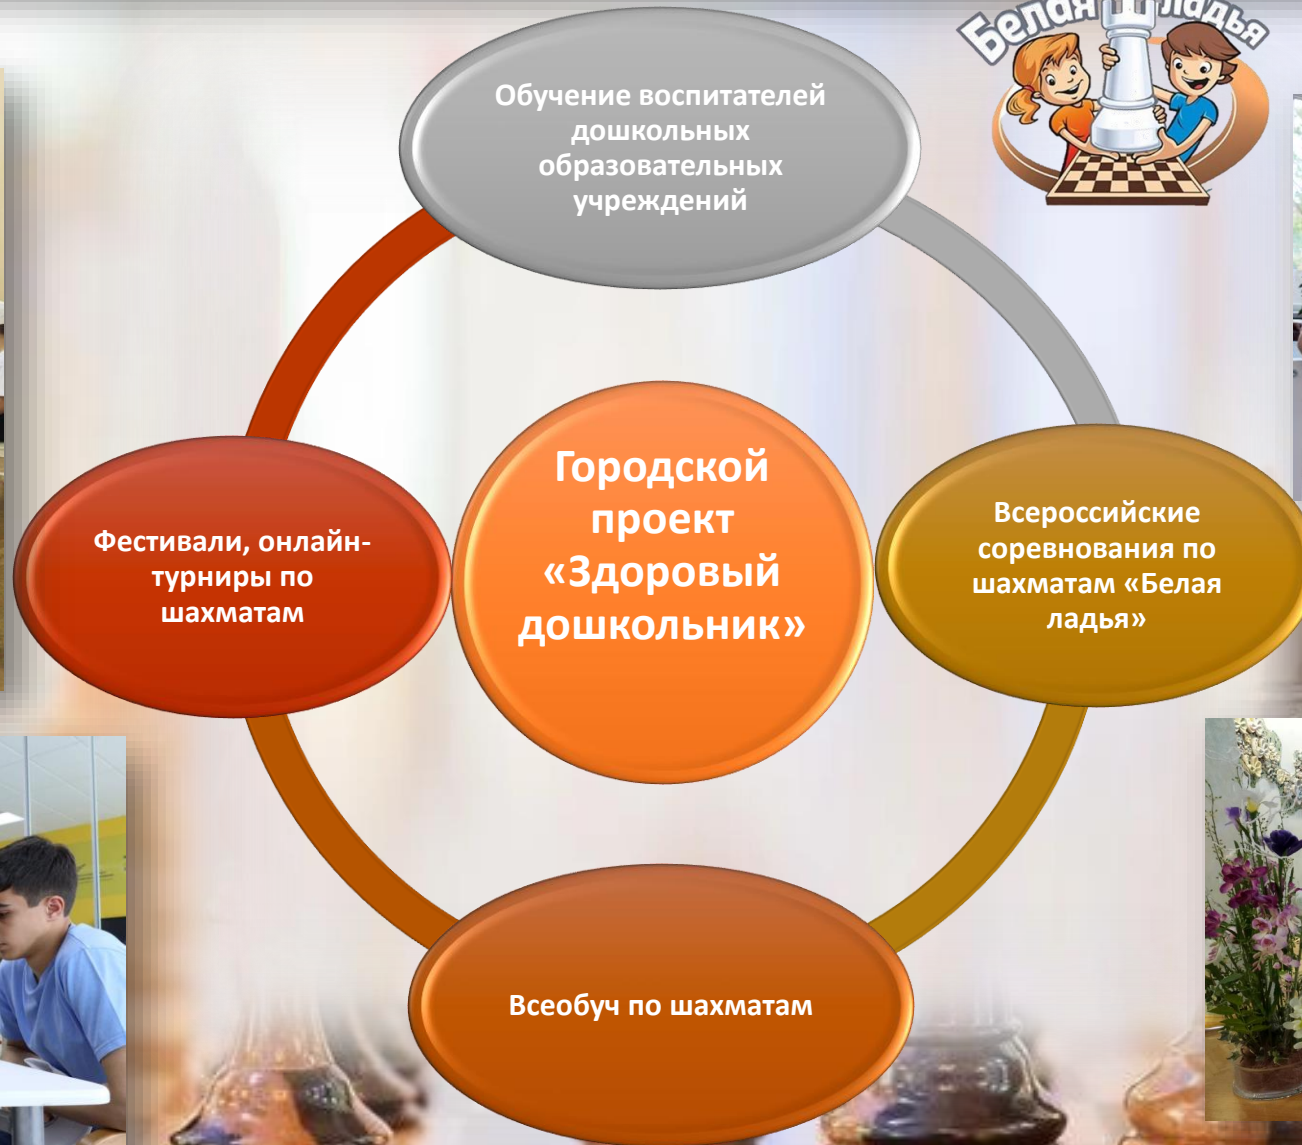 Белая ладья
Обучение воспитателей
дошкольных
образовательных
учреждений
Городской
проект
«Здоровый
дошкольник»
Фестивали, онлайн-
турниры по
шахматам
Всероссийские
соревнования по
шахматам «Белая
ладья»
Всеобуч по шахматам